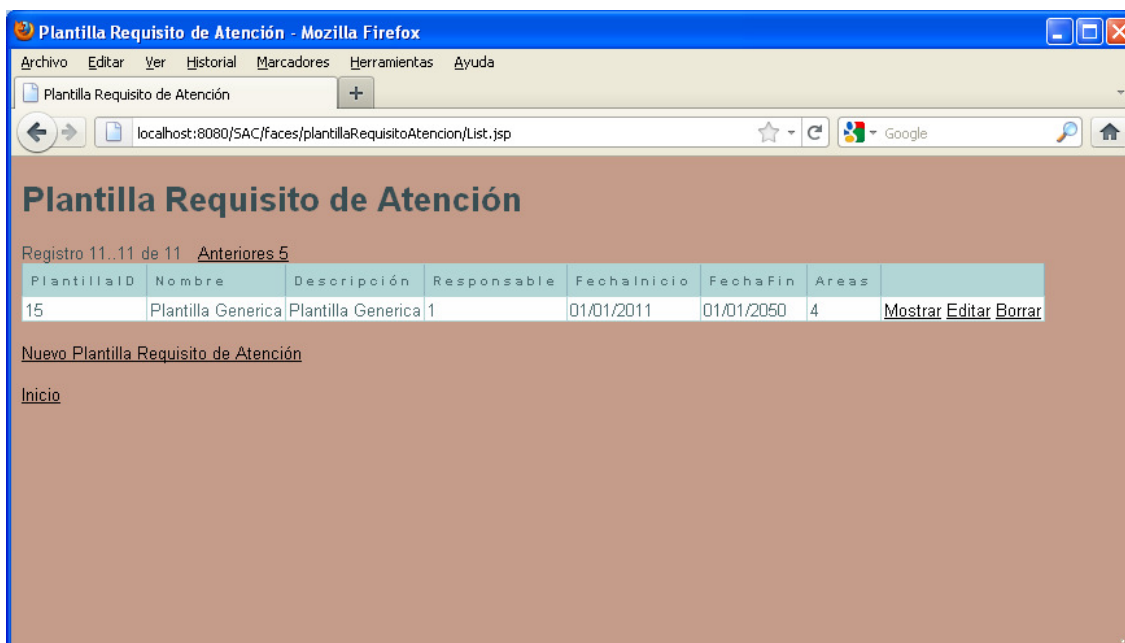 Plantilla Requisito de Atención - Mozilla Firefox
Archivo Editar Ver Historial Marcadores Herramientas Ayuda
Plantilla Requisito de Atención +
localhost:8080/SAC/faces/plantillaRequisitoAtencion/List.jsp Google
Plantilla Requisito de Atención
Registro 11..11 de 11 Anteriores 5
PlantillaID Nombre Descripción Responsable FechaInicio FechaFin Areas
15 Plantilla Generica Plantilla Generica 1 01/01/2011 01/01/2050 4 Mostrar Editar Borrar
Nuevo Plantilla Requisito de Atención
Inicio